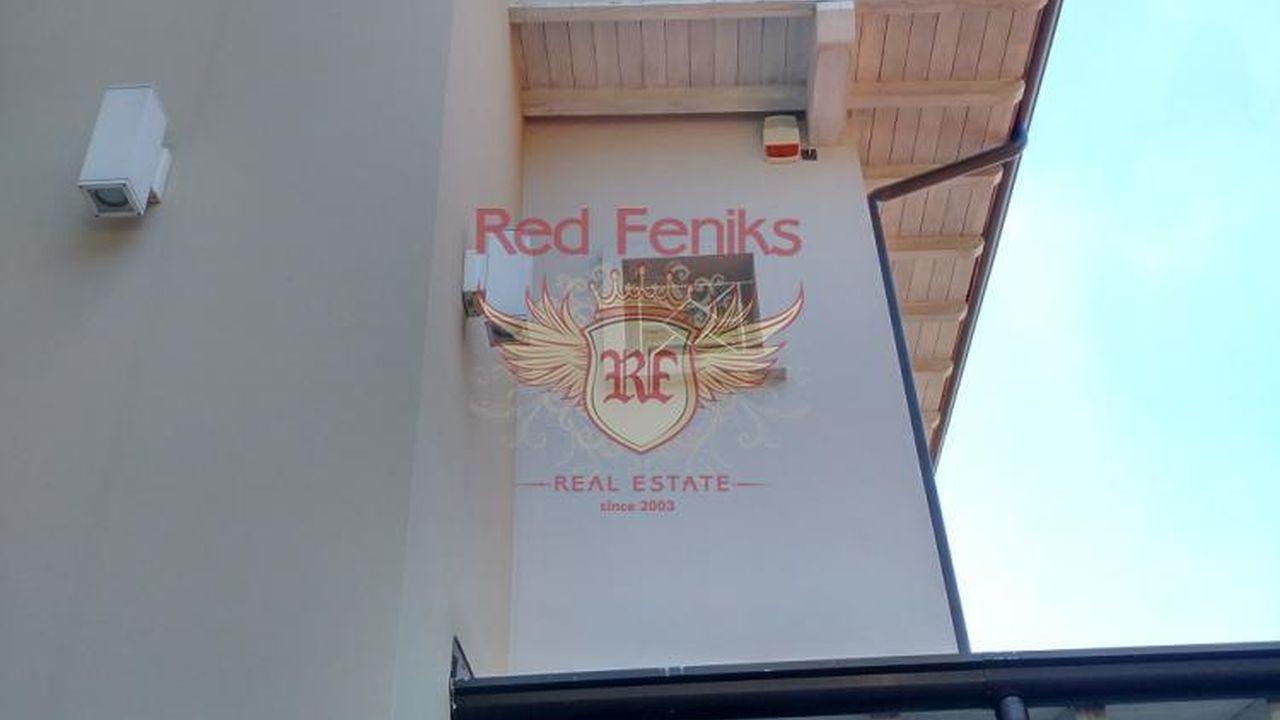 Red Feniks
RF
REAL ESTATE
since 2003